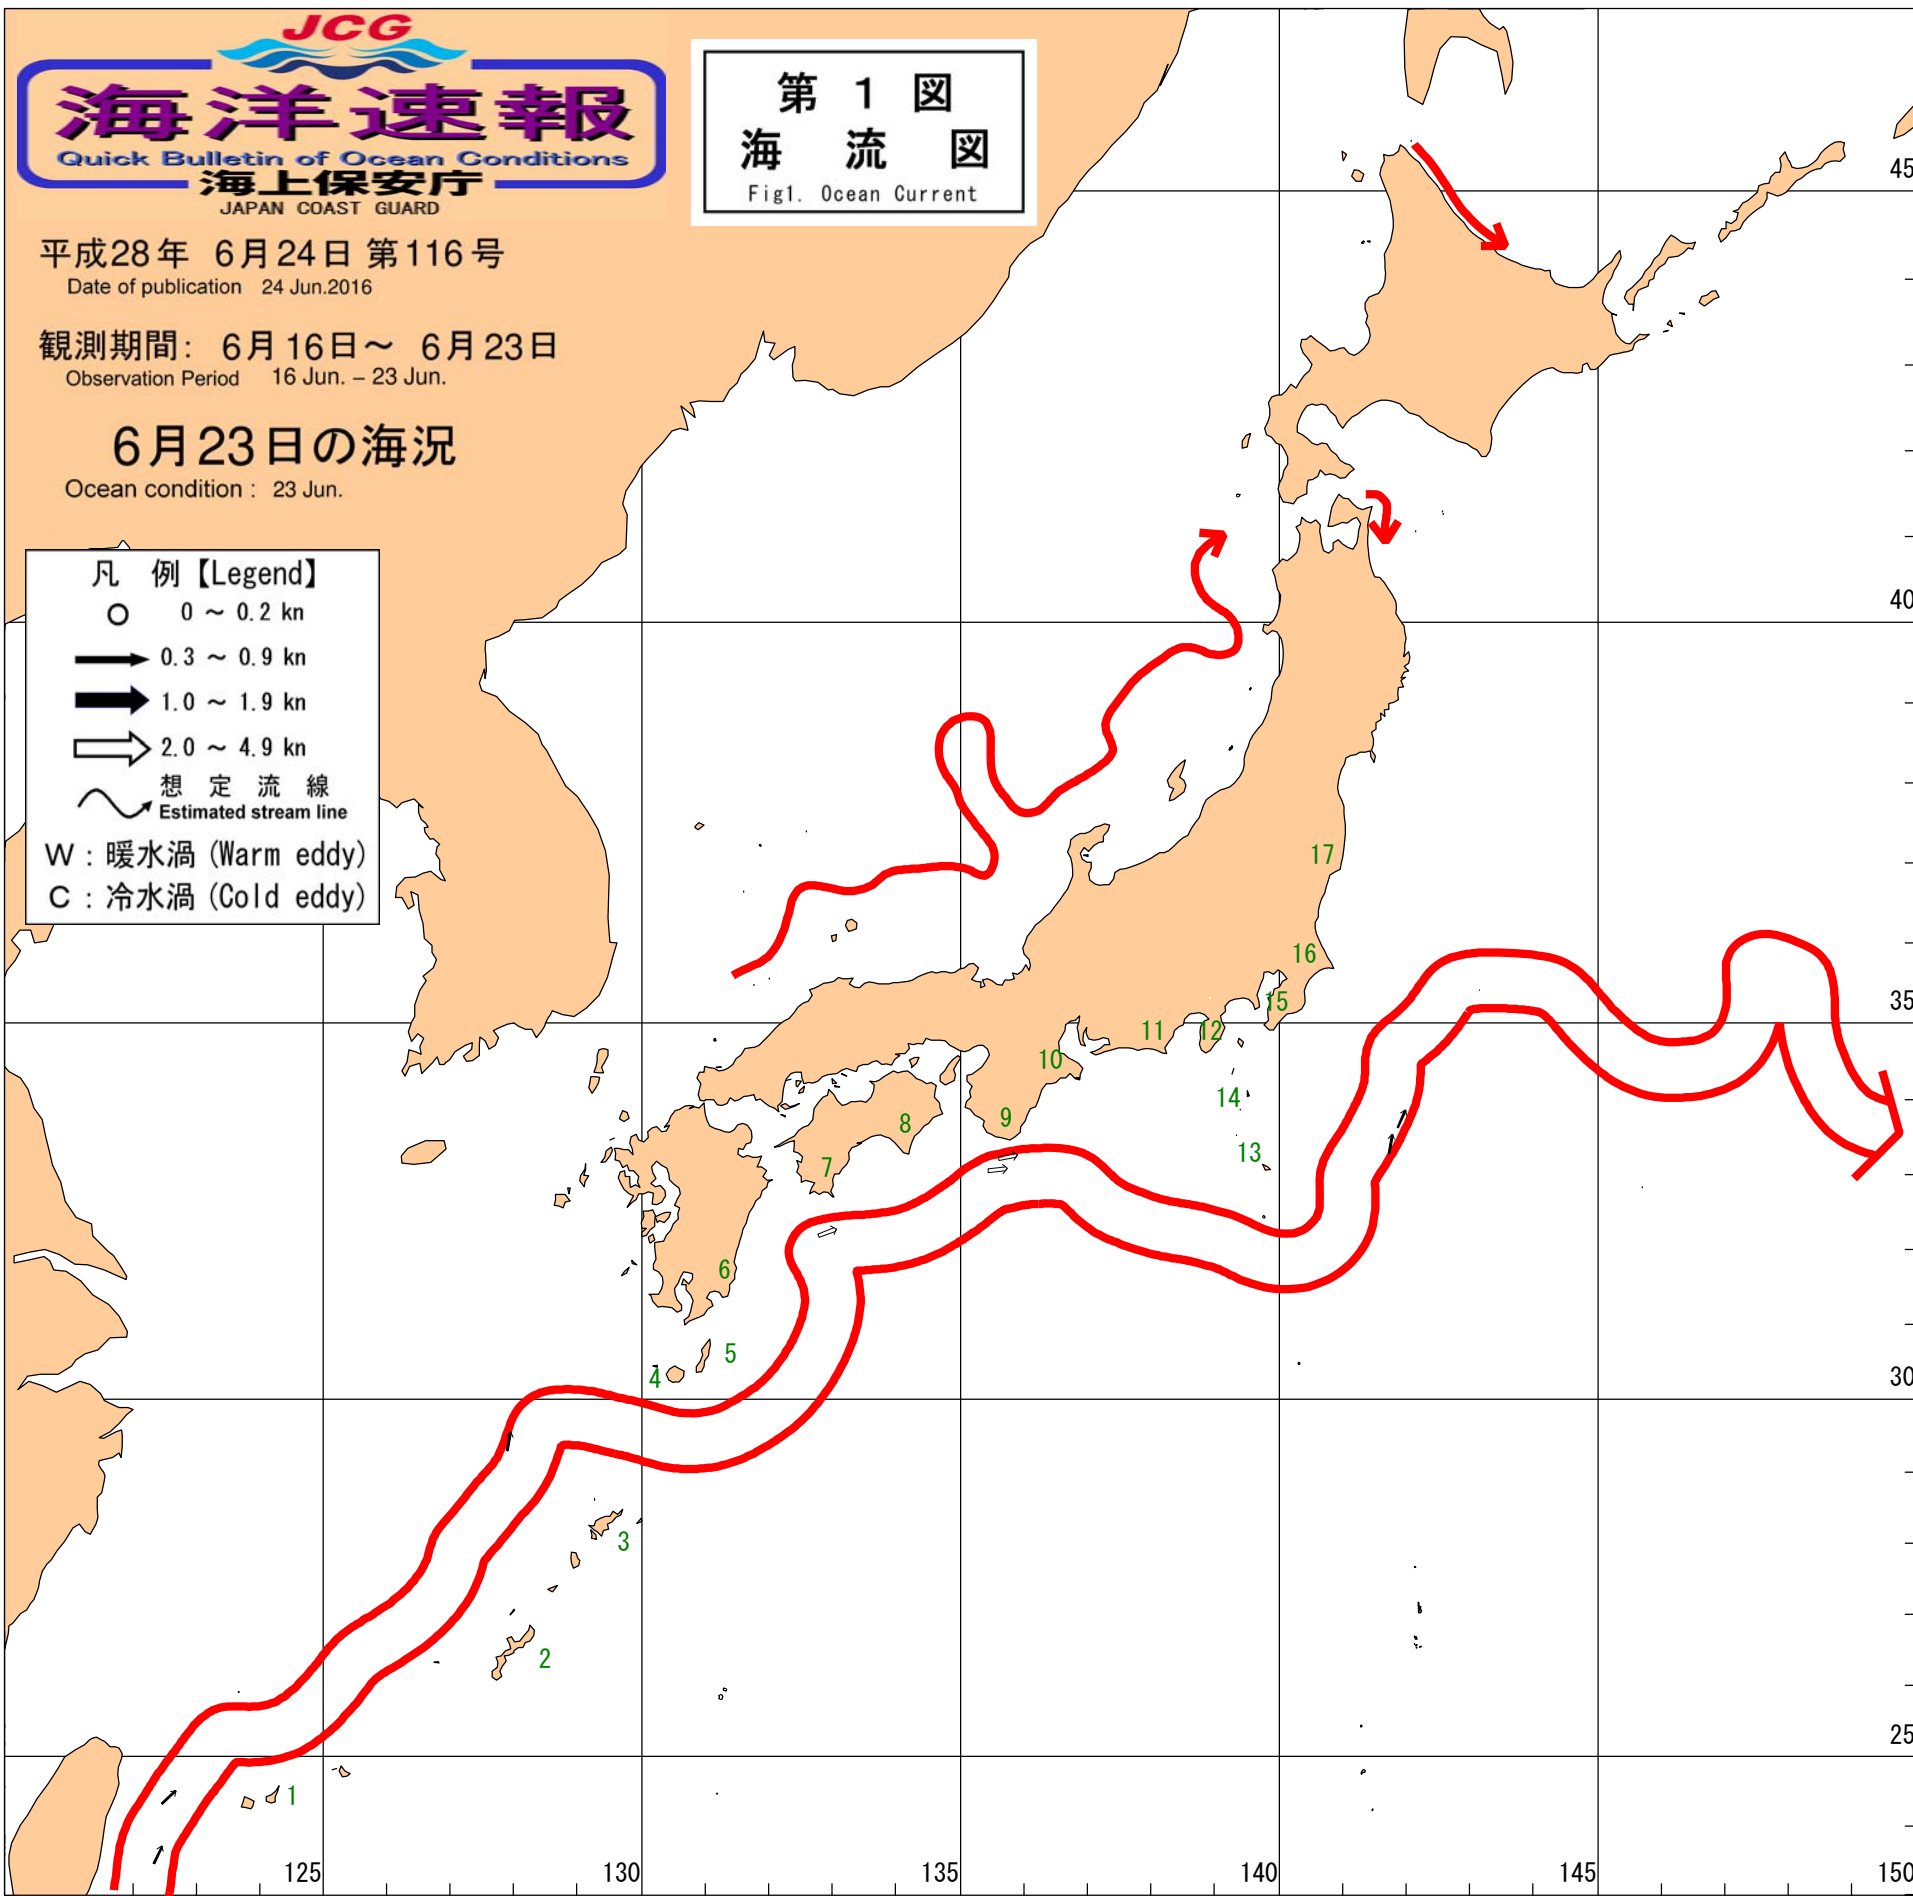 JCG
海洋速報
Quick Bulletin of Ocean Conditions
海上保安庁
JAPAN COAST GUARD
第 1 図
海 流 図
Fig1. Ocean Current
平成28年 6月24日 第116号
Date of publication 24 Jun.2016
観測期間: 6月16日～ 6月23日
Observation Period 16 Jun. – 23 Jun.
6月23日の海況
Ocean condition : 23 Jun.
凡 例【Legend】
0 ～ 0.2 kn
0.3 ～ 0.9 kn
1.0 ～ 1.9 kn
2.0 ～ 4.9 kn
想 定 流 線
Estimated stream line
W : 暖水渦 (Warm eddy)
C : 冷水渦 (Cold eddy)
45
40
35
30
25
17
16
15
11
12
10
14
8
9
13
7
6
5
4
3
2
1
125
130
135
140
145
150